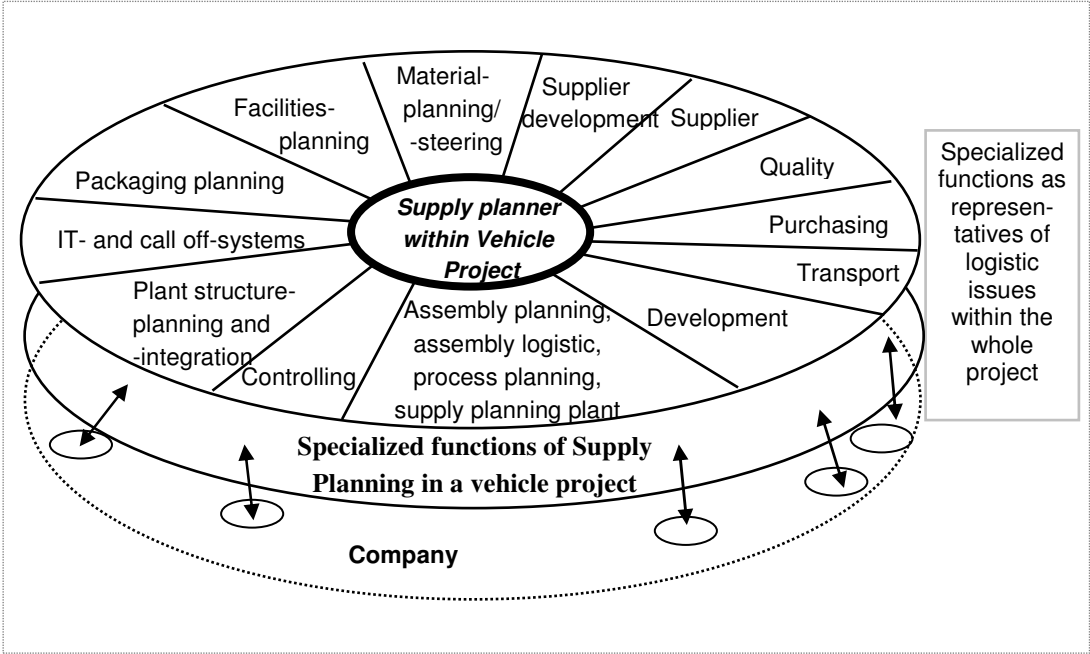 Material-
planning/
-steering
Supplier
development
Supplier
Quality
Purchasing
Transport
Development
Assembly planning,
assembly logistic,
process planning,
supply planning plant
Controlling
Plant structure-
planning and
-integration
IT- and call off-systems
Packaging planning
Facilities-
planning
Supply planner
within Vehicle
Project
Specialized functions of Supply
Planning in a vehicle project
Company
Specialized
functions as
represen-
tatives of
logistic
issues
within the
whole
project